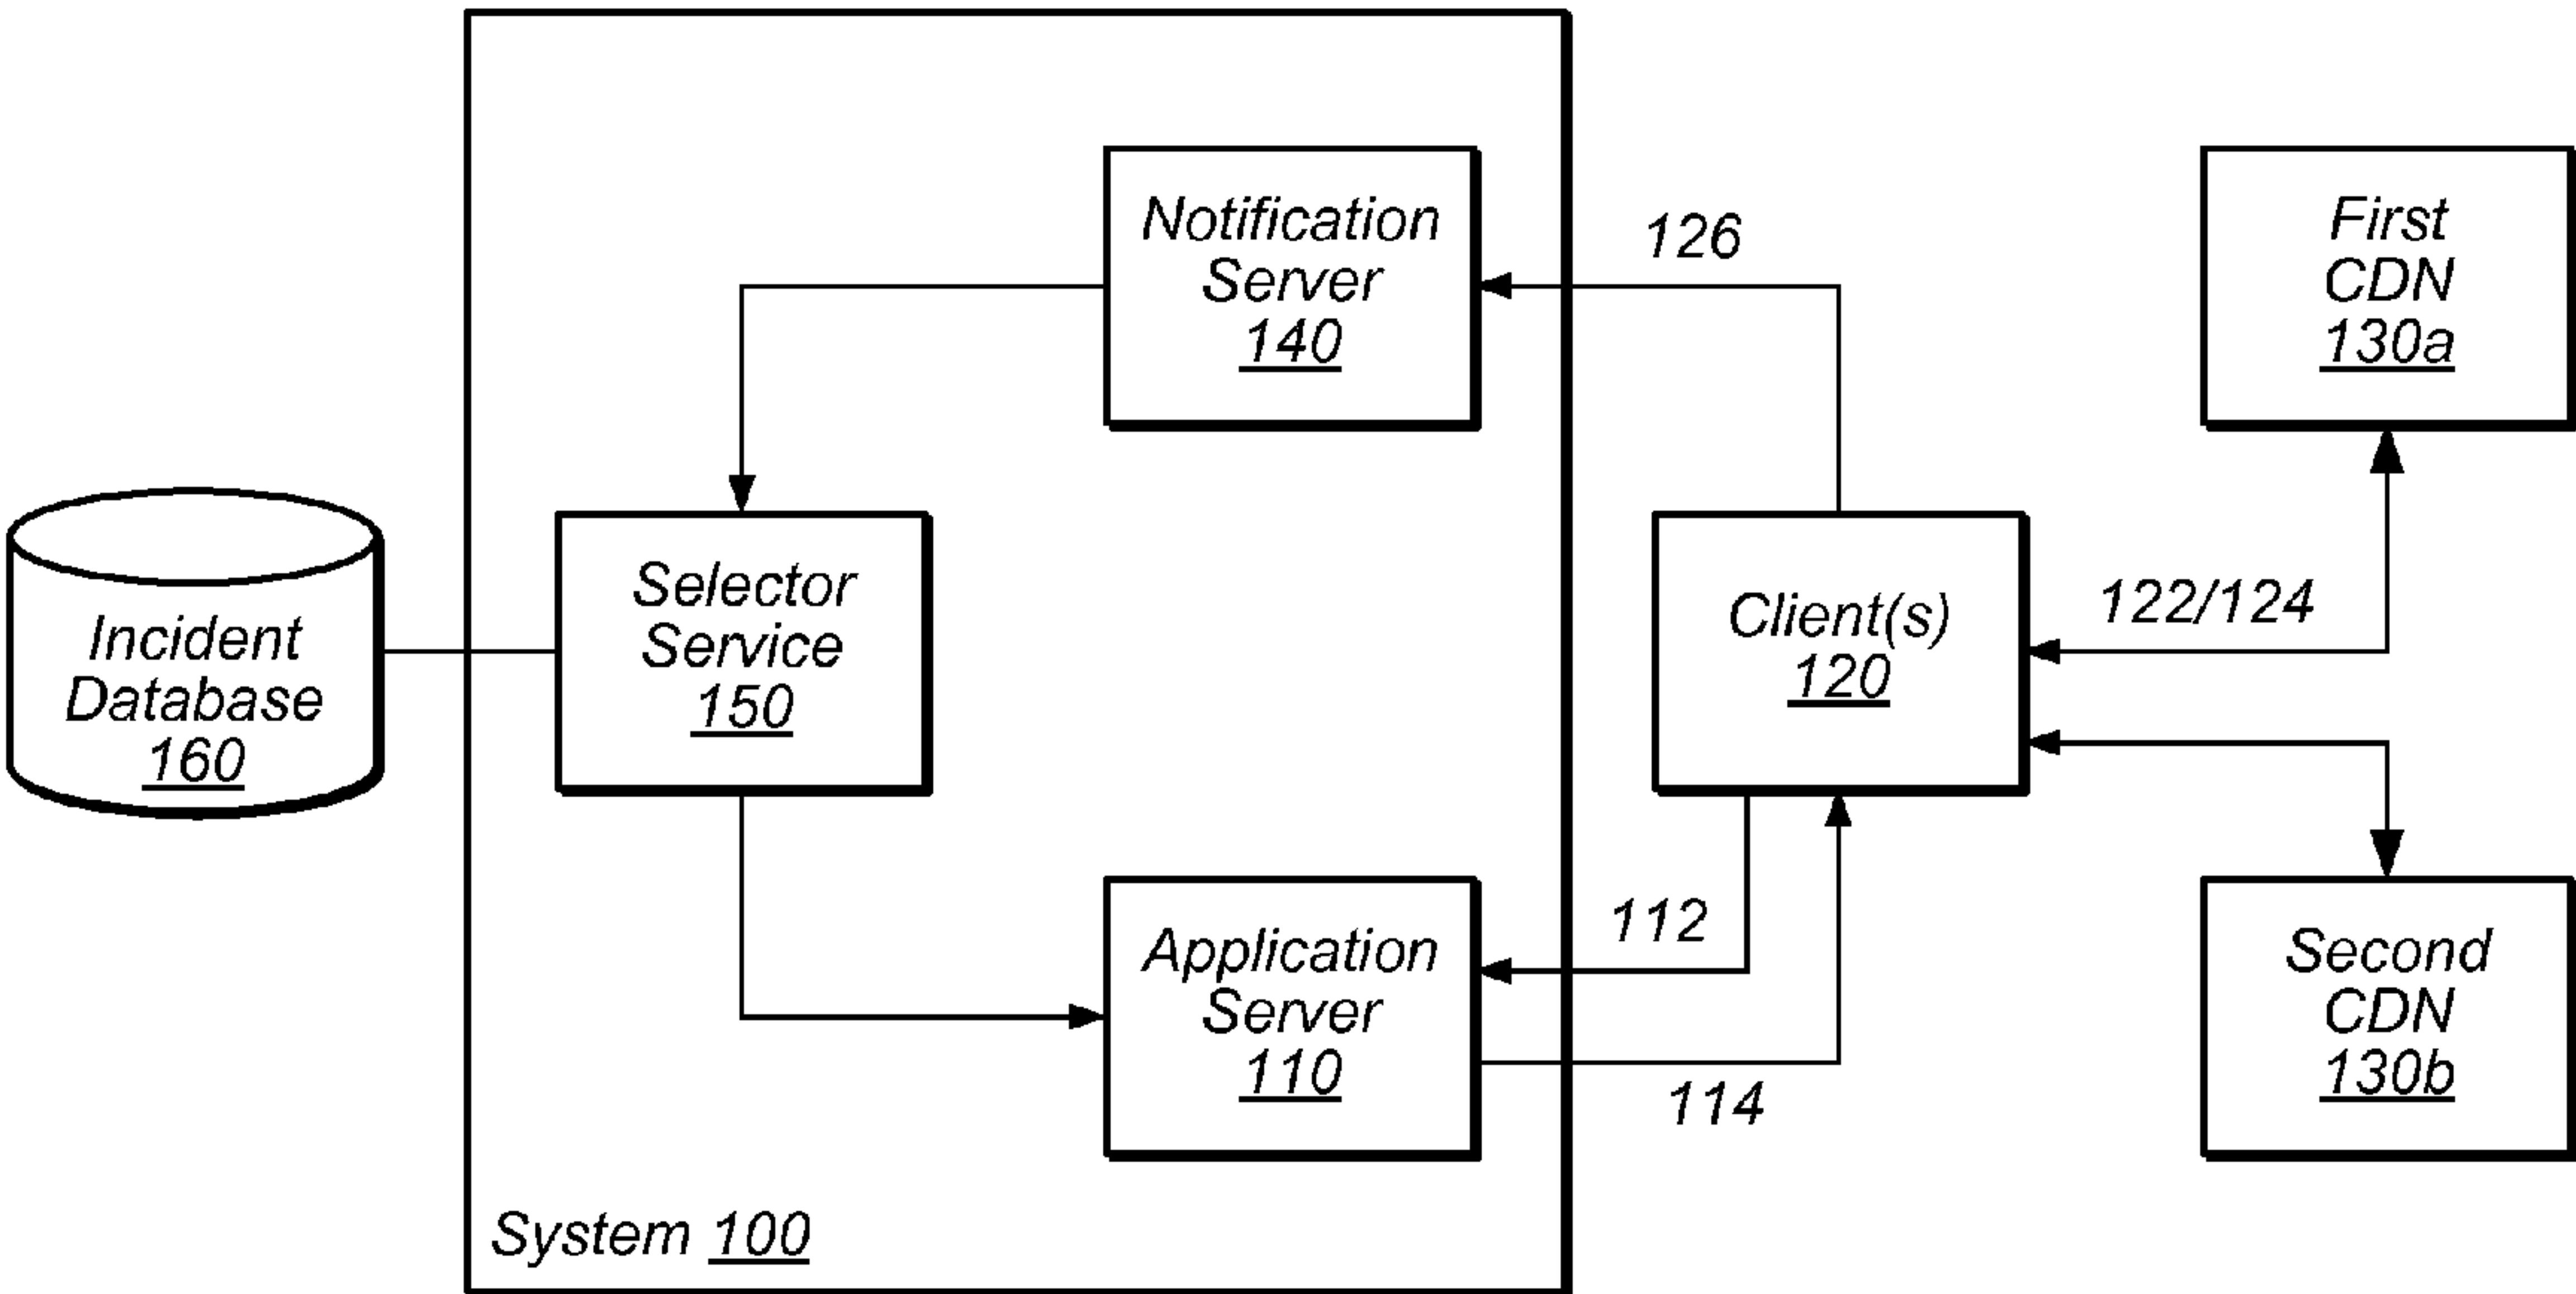 Notification
Server
140
126
First
CDN
130a
Incident
Database
160
Selector
Service
150
Client(s)
120
122/124
112
Application
Server
110
114
Second
CDN
130b
System 100